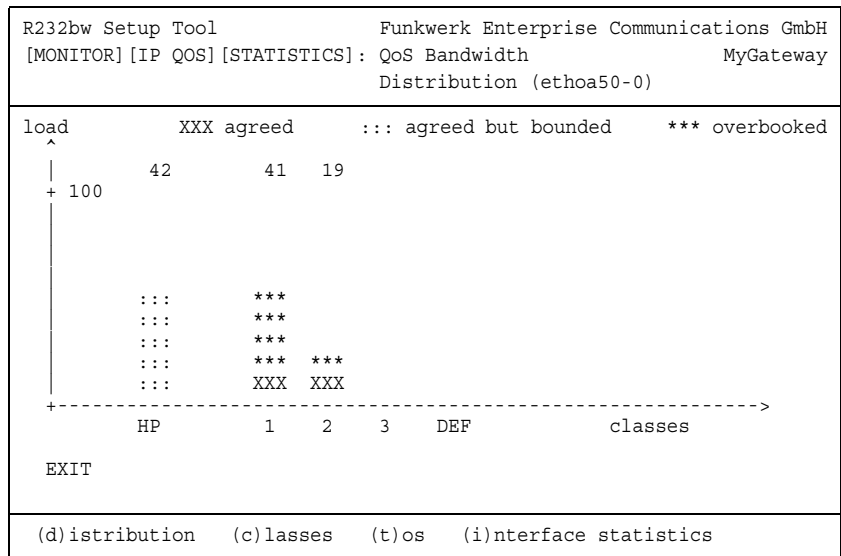 R232bw Setup Tool Funkwerk Enterprise Communications GmbH
[MONITOR][IP QOS][STATISTICS]: QoS Bandwidth MyGateway
Distribution (ethoa50-0)
load XXX agreed ::: agreed but bounded *** overbooked
^
| 42 41 19
+ 100
|
|
|
|
| ::: ***
| ::: ***
| ::: ***
| ::: *** ***
| ::: XXX XXX
+------------------------------------------------------------->
HP 1 2 3 DEF classes
EXIT
(d)istribution (c)lasses (t)os (i)nterface statistics